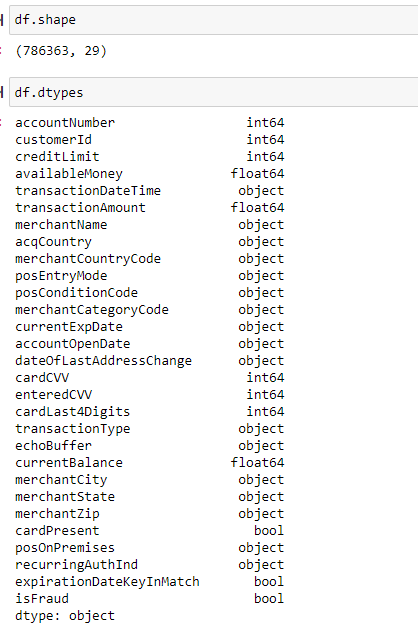 df.shape
(786363, 29)
df.dtypes
accountNumber int64
customerId int64
creditLimit int64
availableMoney float64
transactionDateTime object
transactionAmount float64
merchantName object
acqCountry object
merchantCountryCode object
posEntryMode object
posConditionCode object
merchantCategoryCode object
currentExpDate object
accountOpenDate object
dateOfLastAddressChange object
cardCVV int64
enteredCVV int64
cardLast4Digits int64
transactionType object
echoBuffer object
currentBalance float64
merchantCity object
merchantState object
merchantZip object
cardPresent bool
posOnPremises object
recurringAuthInd object
expirationDateKeyInMatch bool
isFraud bool
dtype: object